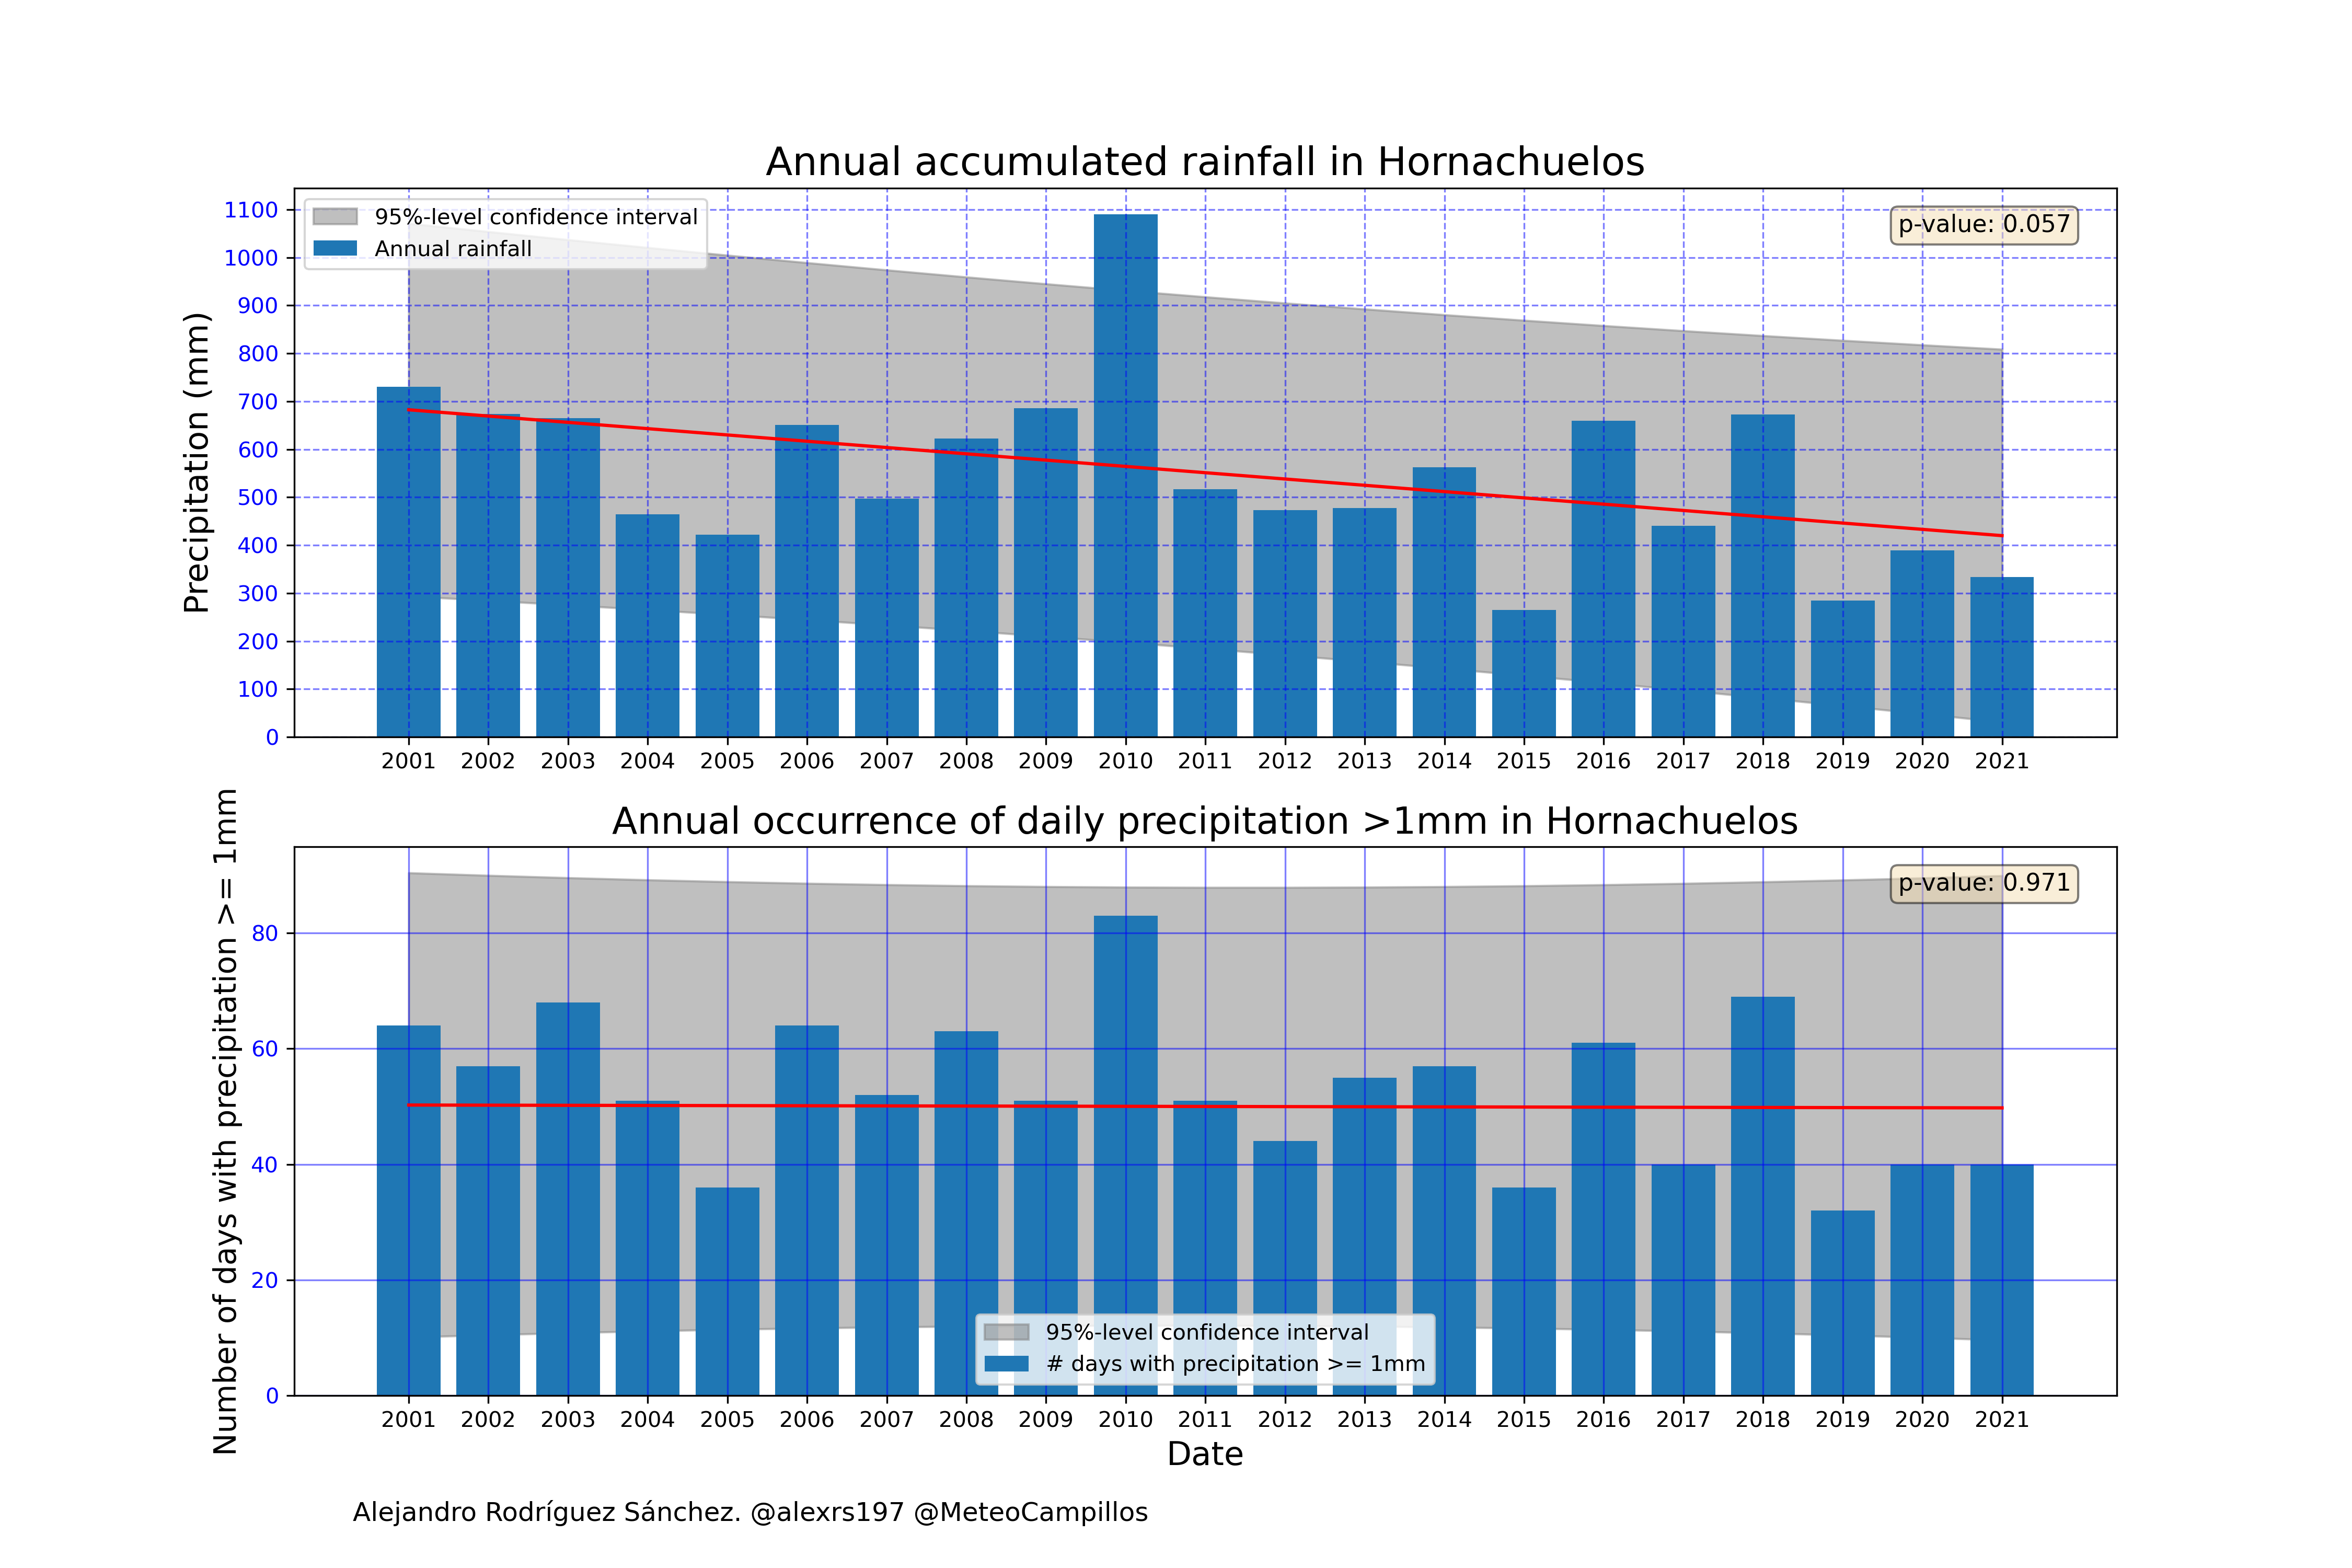 Annual accumulated rainfall in Hornachuelos
Precipitation (mm)
1100
1000
900
800
700
600
500
400
300
200
100
0
95%-level confidence interval
Annual rainfall
p-value: 0.057
2001 2002 2003 2004 2005 2006 2007 2008 2009 2010 2011 2012 2013 2014 2015 2016 2017 2018 2019 2020 2021
Annual occurrence of daily precipitation >1mm in Hornachuelos
Number of days with precipitation >= 1mm
80
60
40
20
0
p-value: 0.971
95%-level confidence interval
# days with precipitation >= 1mm
2001 2002 2003 2004 2005 2006 2007 2008 2009 2010 2011 2012 2013 2014 2015 2016 2017 2018 2019 2020 2021
Date
Alejandro Rodríguez Sánchez. @alexrs197 @MeteoCampillos